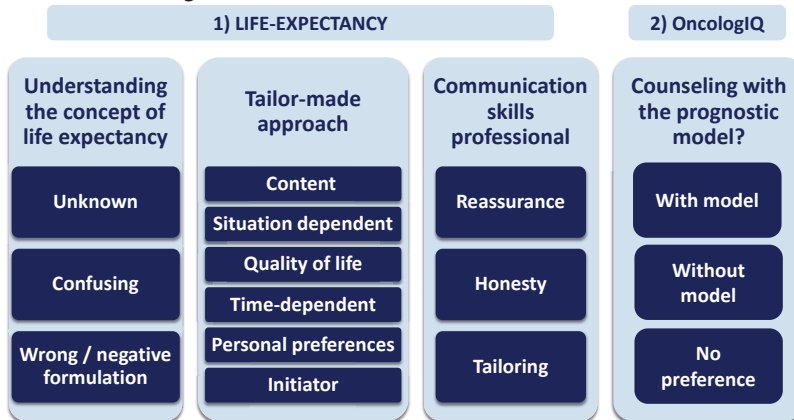 1) LIFE-EXPECTANCY
2) OncologIQ
Understanding
the concept of
life expectancy
Unknown
Confusing
Wrong / negative
formulation
Tailor-made
approach
Content
Situation dependent
Quality of life
Time-dependent
Personal preferences
Initiator
Communication
skills
professional
Reassurance
Honesty
Tailoring
Counseling with
the prognostic
model?
With model
Without
model
No
preference